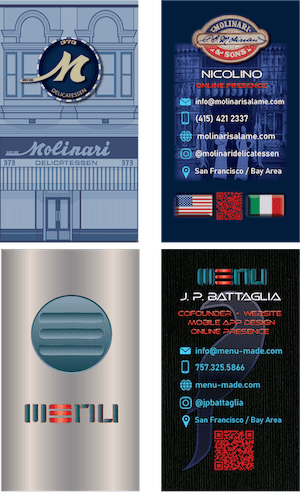 373
M
DELICATESSEN
Molinari
373 DELICATESSEN 373
MOLINARI
& SONS
NICOLINO
ONLINE PRESENCE
info@molinarisalame.com
(415) 421 2337
molinarisalame.com
@molinaridelicatessen
San Francisco / Bay Area
MENU
MENU
J. P. BATTAGLIA
COFOUNDER - WEBSITE
MOBILE APP DESIGN
ONLINE PRESENCE
info@menu-made.com
757.325.5866
menu-made.com
@jpbattaglia
San Francisco / Bay Area